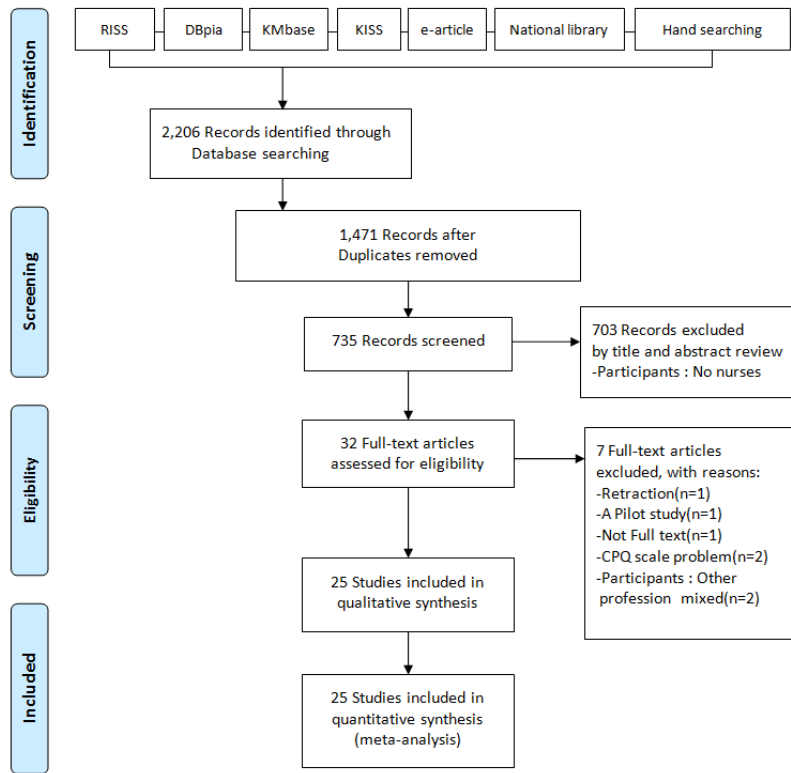 Identification
RISS
DBpia
KMbase
KISS
e-article
National library
Hand searching
2,206 Records identified through
Database searching
Screening
1,471 Records after
Duplicates removed
735 Records screened
703 Records excluded
by title and abstract review
-Participants : No nurses
Eligibility
32 Full-text articles
assessed for eligibility
7 Full-text articles
excluded, with reasons:
-Retraction(n=1)
-A Pilot study(n=1)
-Not Full text(n=1)
-CPQ scale problem(n=2)
-Participants : Other
profession mixed(n=2)
25 Studies included in
qualitative synthesis
Included
25 Studies included in
quantitative synthesis
(meta-analysis)